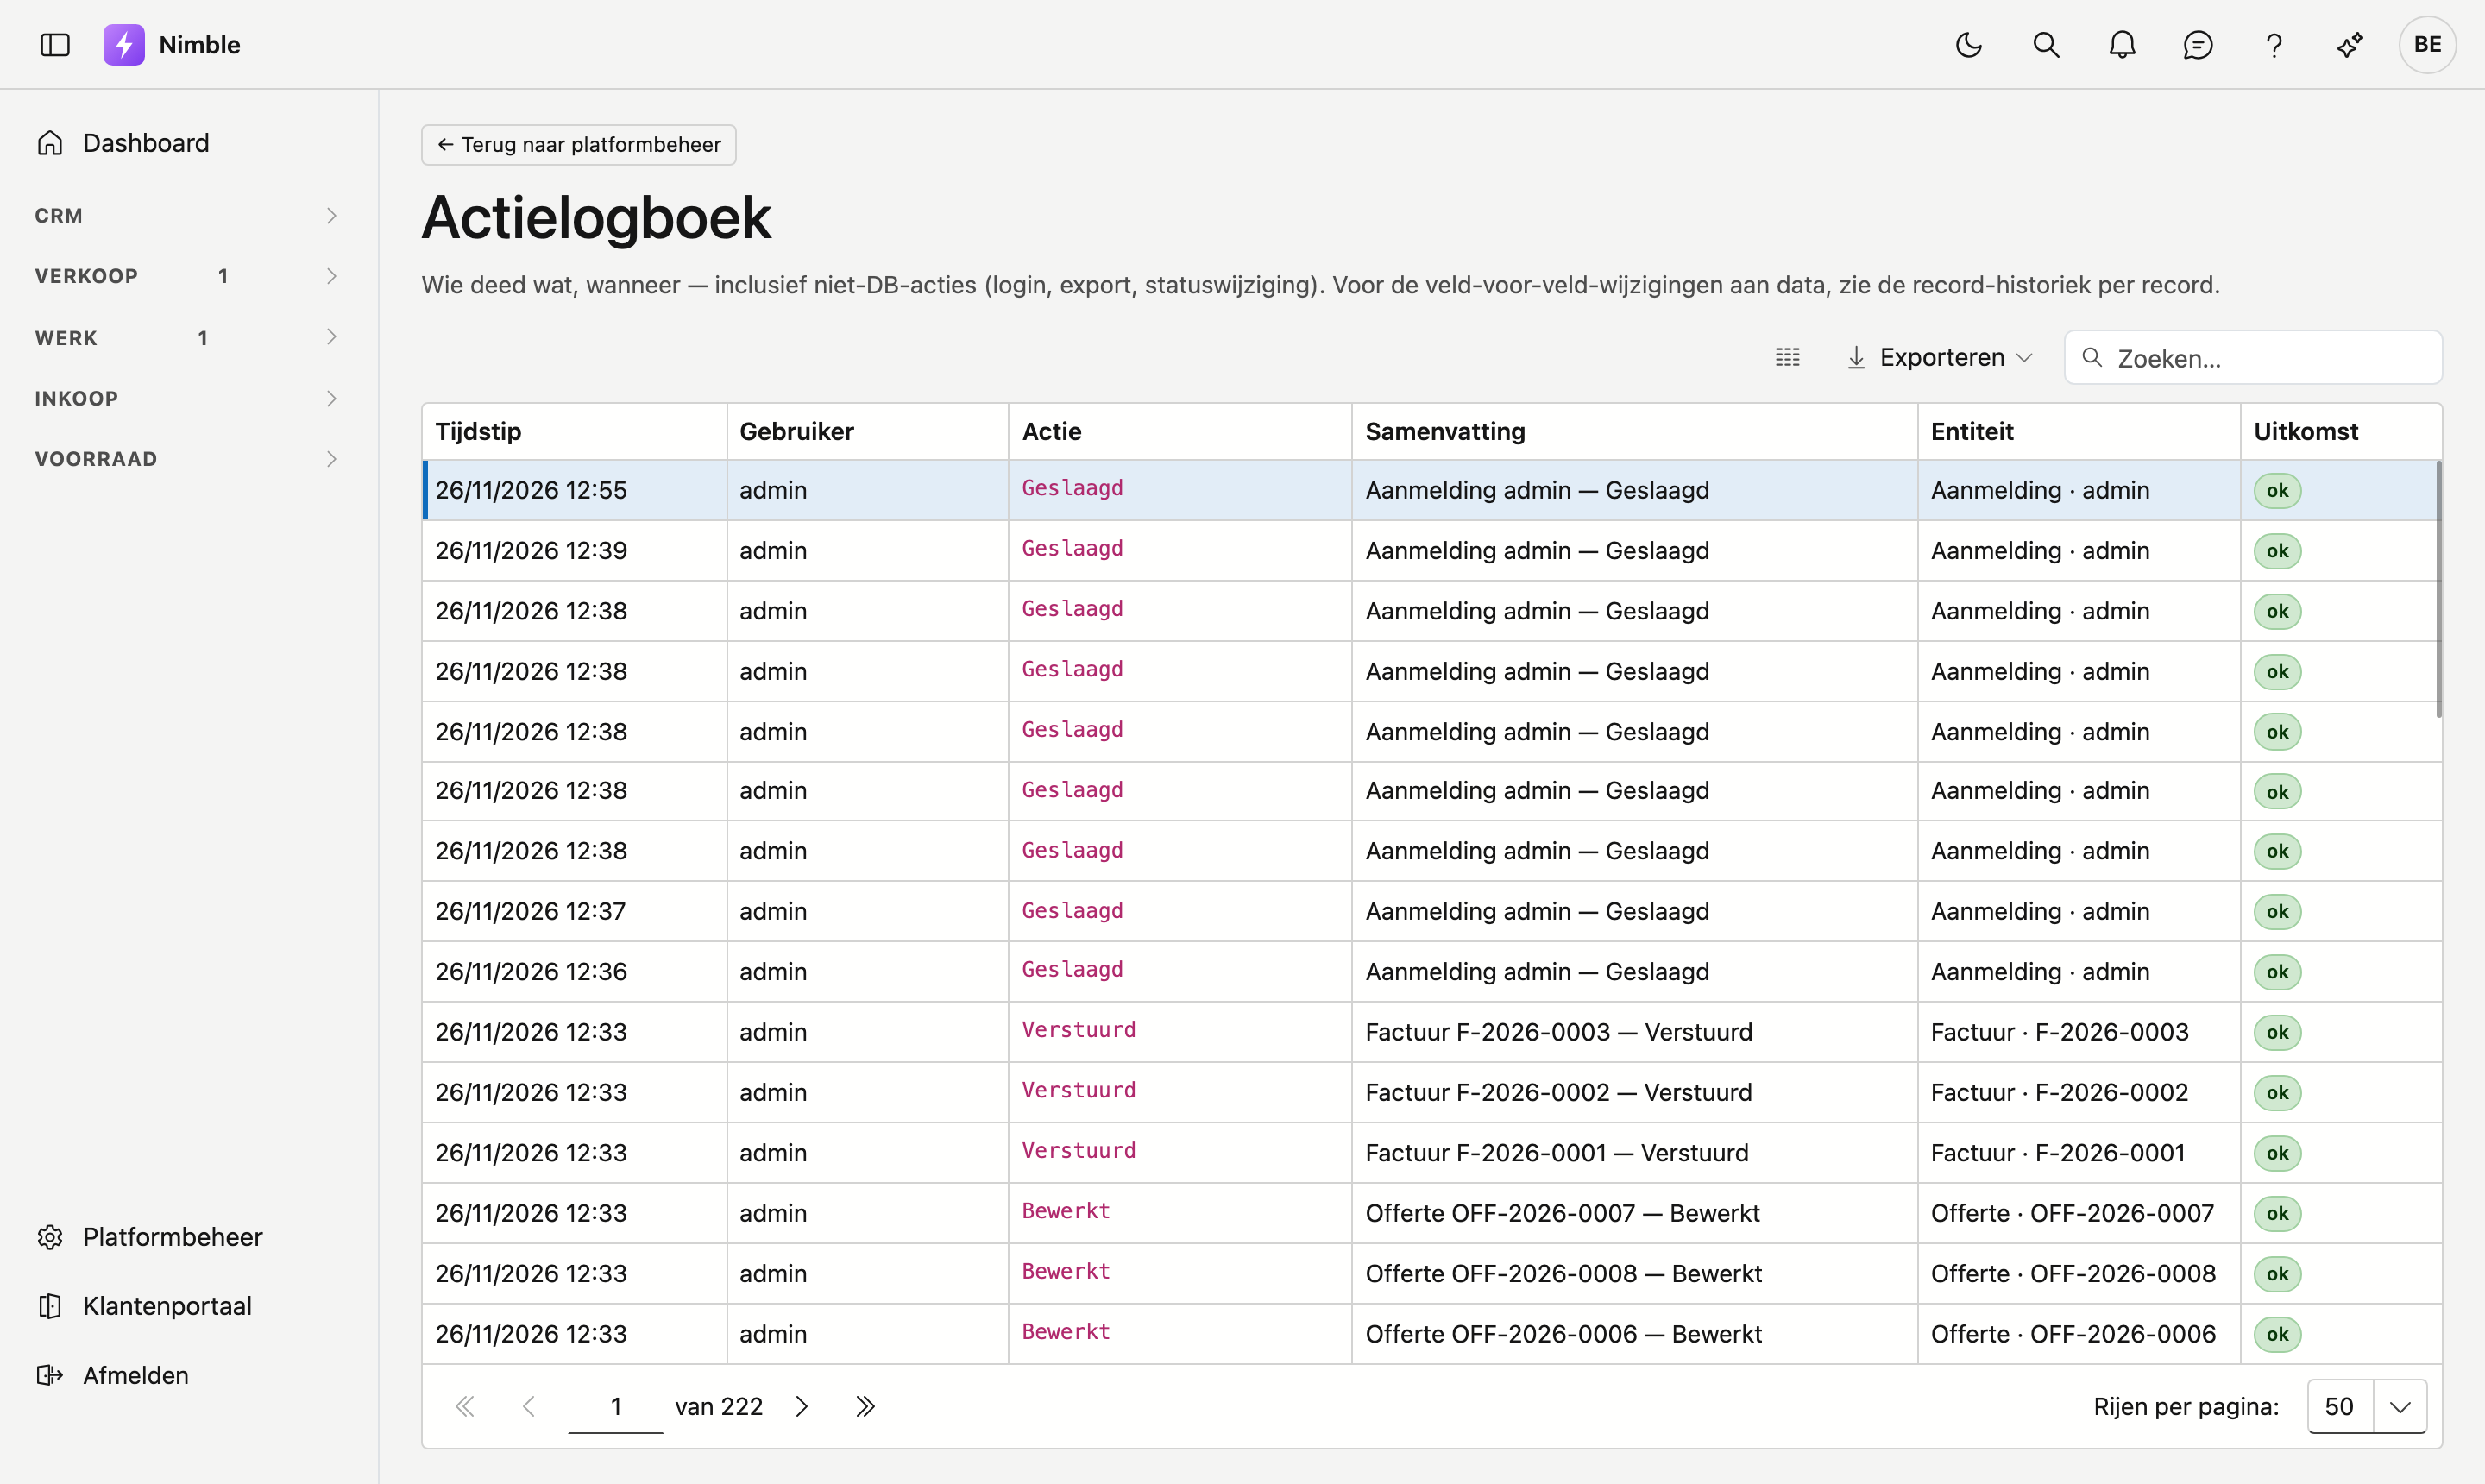 Nimble
BE
Dashboard
CRM
VERKOOP 1
WERK 1
INKOOP
VOORRAAD
Platformbeheer
Klantenportaal
Afmelden
← Terug naar platformbeheer
Actielogboek
Wie deed wat, wanneer — inclusief niet-DB-acties (login, export, statuswijziging). Voor de veld-voor-veld-wijzigingen aan data, zie de record-historiek per record.
Exporteren Zoeken...
Tijdstip Gebruiker Actie Samenvatting Entiteit Uitkomst
26/11/2026 12:55 admin Geslaagd Aanmelding admin — Geslaagd Aanmelding · admin ok
26/11/2026 12:39 admin Geslaagd Aanmelding admin — Geslaagd Aanmelding · admin ok
26/11/2026 12:38 admin Geslaagd Aanmelding admin — Geslaagd Aanmelding · admin ok
26/11/2026 12:38 admin Geslaagd Aanmelding admin — Geslaagd Aanmelding · admin ok
26/11/2026 12:38 admin Geslaagd Aanmelding admin — Geslaagd Aanmelding · admin ok
26/11/2026 12:38 admin Geslaagd Aanmelding admin — Geslaagd Aanmelding · admin ok
26/11/2026 12:38 admin Geslaagd Aanmelding admin — Geslaagd Aanmelding · admin ok
26/11/2026 12:37 admin Geslaagd Aanmelding admin — Geslaagd Aanmelding · admin ok
26/11/2026 12:36 admin Geslaagd Aanmelding admin — Geslaagd Aanmelding · admin ok
26/11/2026 12:33 admin Verstuurd Factuur F-2026-0003 — Verstuurd Factuur · F-2026-0003 ok
26/11/2026 12:33 admin Verstuurd Factuur F-2026-0002 — Verstuurd Factuur · F-2026-0002 ok
26/11/2026 12:33 admin Verstuurd Factuur F-2026-0001 — Verstuurd Factuur · F-2026-0001 ok
26/11/2026 12:33 admin Bewerkt Offerte OFF-2026-0007 — Bewerkt Offerte · OFF-2026-0007 ok
26/11/2026 12:33 admin Bewerkt Offerte OFF-2026-0008 — Bewerkt Offerte · OFF-2026-0008 ok
26/11/2026 12:33 admin Bewerkt Offerte OFF-2026-0006 — Bewerkt Offerte · OFF-2026-0006 ok
1 van 222 Rijen per pagina: 50